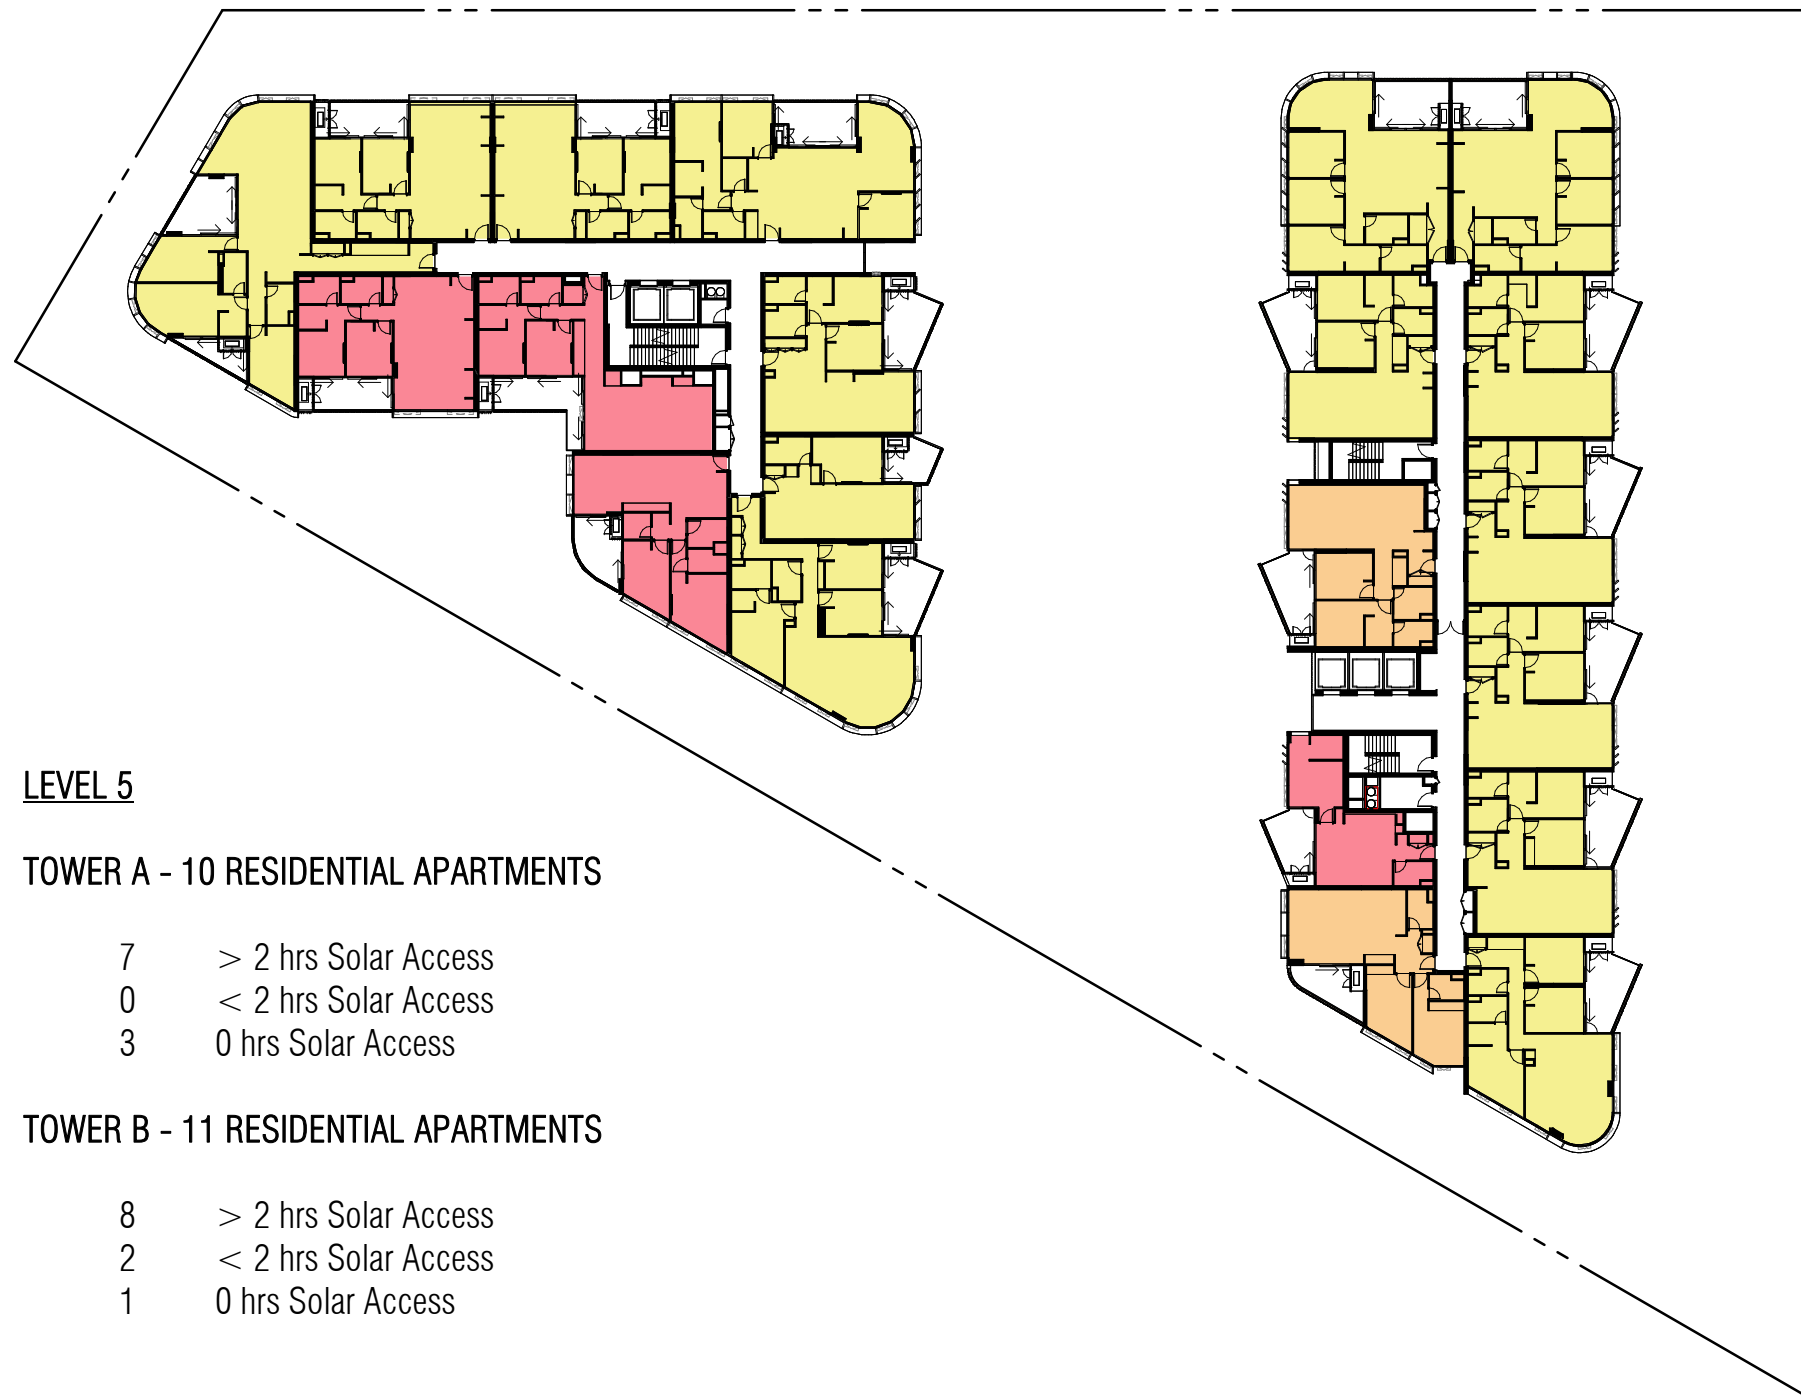 LEVEL 5
TOWER A - 10 RESIDENTIAL APARTMENTS
7 > 2 hrs Solar Access
0 < 2 hrs Solar Access
3 0 hrs Solar Access
TOWER B - 11 RESIDENTIAL APARTMENTS
8 > 2 hrs Solar Access
2 < 2 hrs Solar Access
1 0 hrs Solar Access